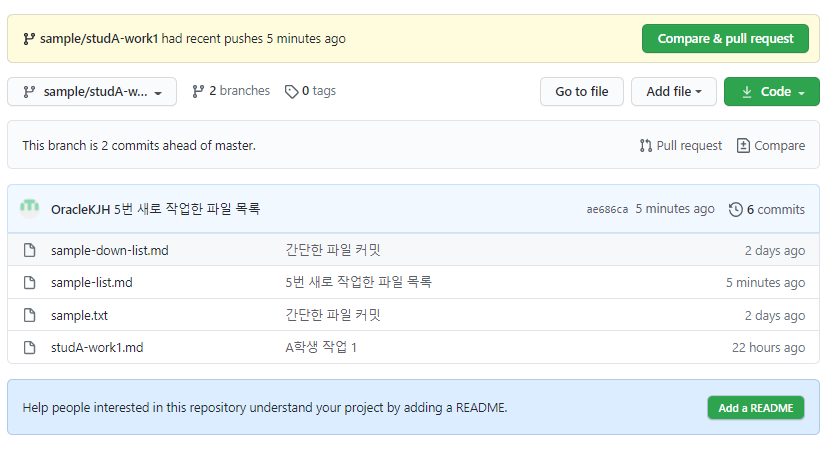 sample/studA-work1 had recent pushes 5 minutes ago
Compare & pull request
sample/studA-w...
2 branches
0 tags
Go to file
Add file
Code
This branch is 2 commits ahead of master.
Pull request
Compare
OracleKJH 5번 새로 작업한 파일 목록
ae686ca 5 minutes ago
6 commits
sample-down-list.md 간단한 파일 커밋 2 days ago
sample-list.md 5번 새로 작업한 파일 목록 5 minutes ago
sample.txt 간단한 파일 커밋 2 days ago
studA-work1.md A학생 작업 1 22 hours ago
Help people interested in this repository understand your project by adding a README.
Add a README